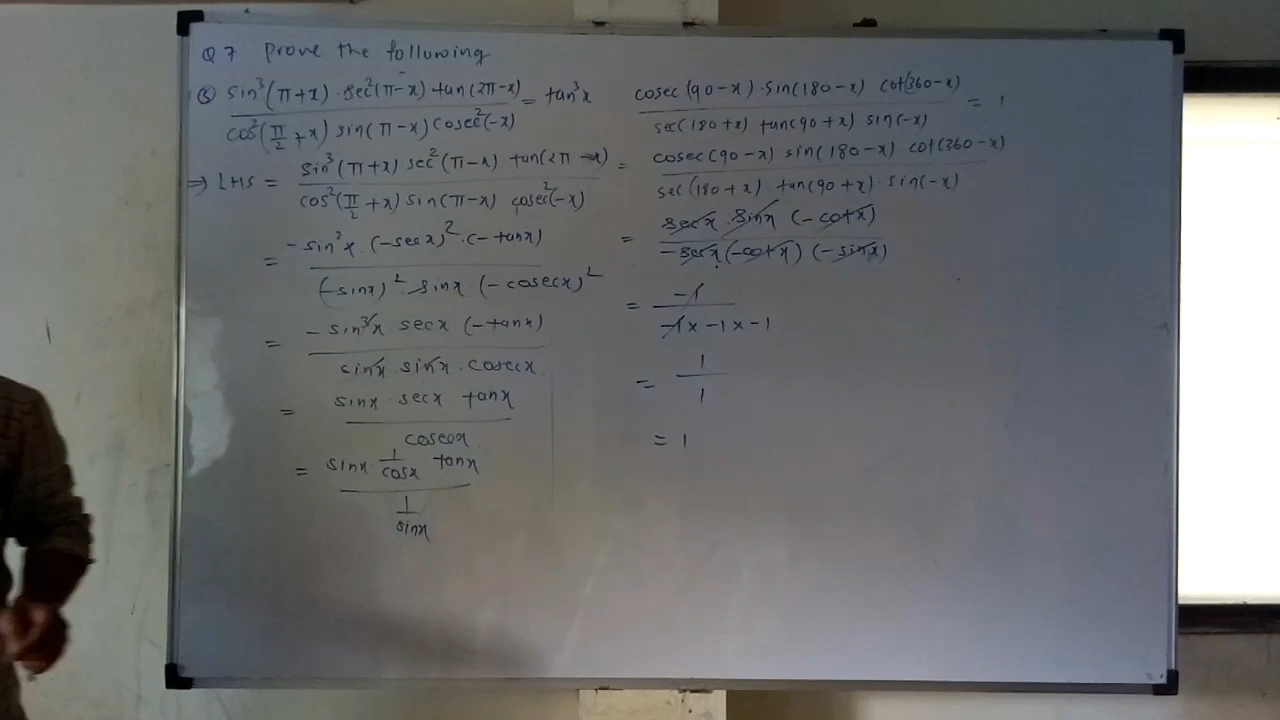 Q 7 Prove the following
sin³(π+x) · sec²(π-x) tan(2π-x) / cos²(π/2 + x) sin(π-x) cosec²(-x) = tan³x
⇒ LHS = sin³(π+x) sec²(π-x) tan(2π-x) / cos²(π/2 + x) sin(π-x) cosec²(-x)
= -sin³x · (-secx)² · (-tanx) / (-sinx)² · sinx (-cosecx)²
= -sin³x secx (-tanx) / sinx sinx · cosecx
= sinx secx tanx / cosecx
= sinx · 1/cosx tanx / 1/sinx
cosec(90-x) · sin(180-x) cot(360-x) / sec(180+x) tan(90+x) sin(-x) = 1
= cosec(90-x) sin(180-x) cot(360-x) / sec(180+x) tan(90+x) · sin(-x)
= secx · sinx (-cotx) / -secx (-cotx) (-sinx)
= -1 / -1x -1x -1
= 1 / 1
= 1